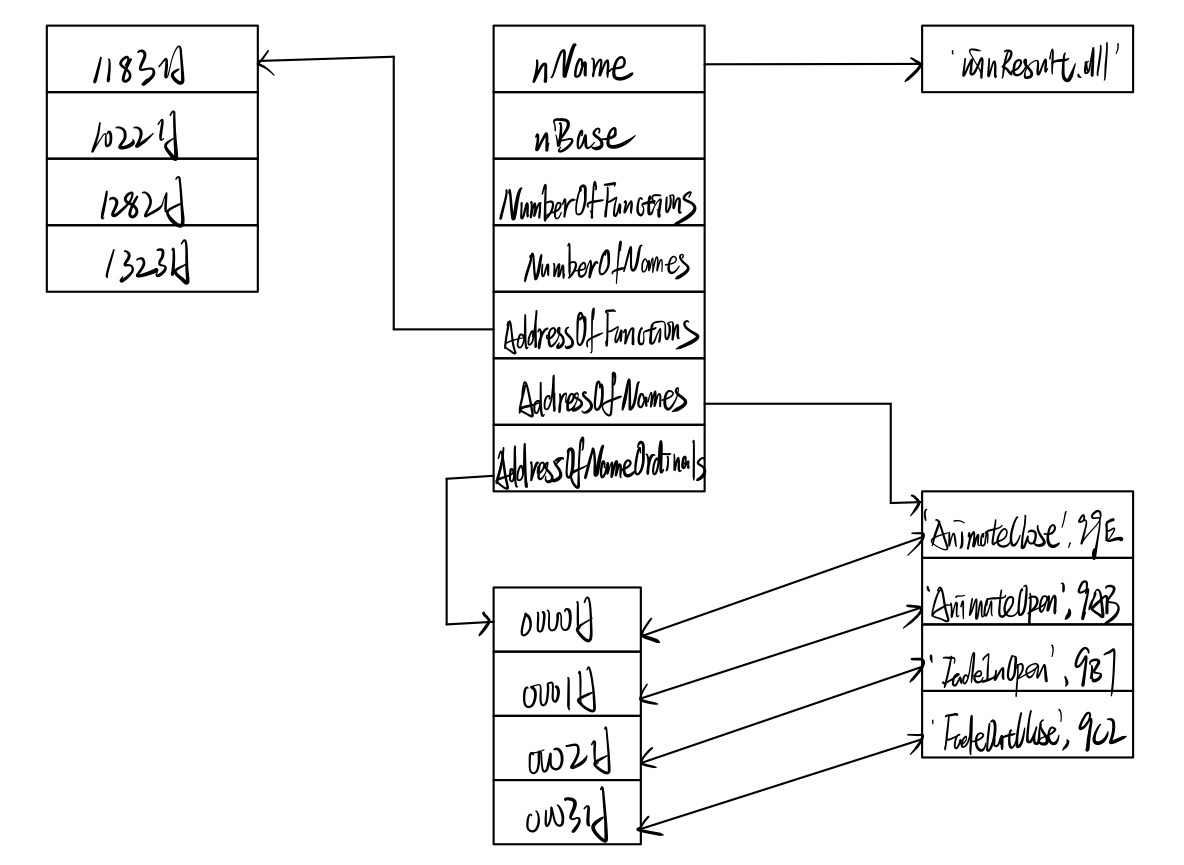 1183H
1022H
1282H
1323H
nName
nBase
NumberOfFunctions
NumberOfNames
AddressOfFunctions
AddressOfNames
AddressOfNameOrdinals
'winResult.dll'
0000H
0001H
0002H
0003H
'AnimateClose', 99E
'AnimateOpen', 9AB
'FadeInOpen', 9B7
'FadeOutClose', 9C2